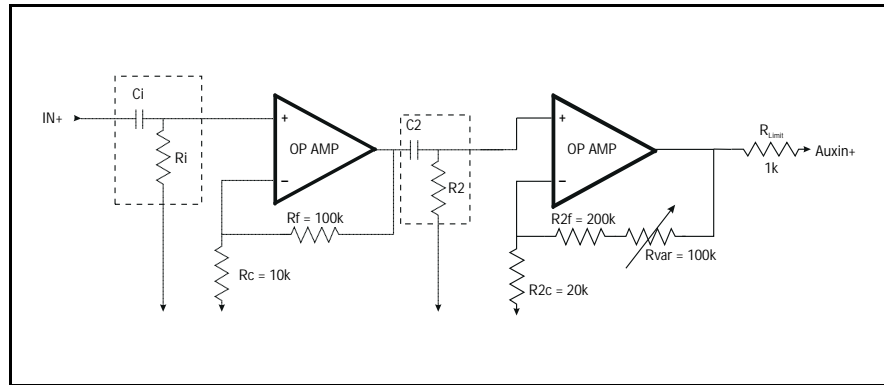 Ci
IN+
Ri
+
OP AMP
−
Rf = 100k
Rc = 10k
C2
R2
+
OP AMP
−
R2f = 200k
Rvar = 100k
R2c = 20k
RLimit
1k
Auxin+